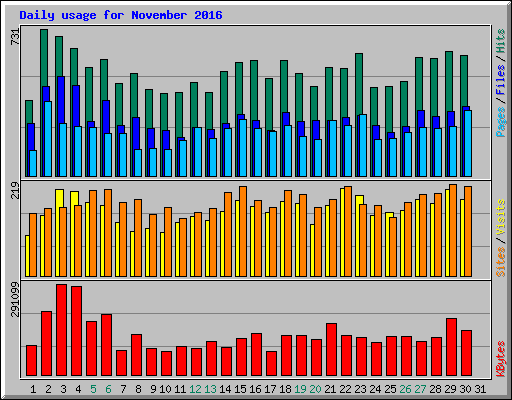 Daily usage for November 2016
731
Pages / Files / Hits
219
Sites / Visits
291099
KBytes
1 2 3 4 5 6 7 8 9 10 11 12 13 14 15 16 17 18 19 20 21 22 23 24 25 26 27 28 29 30 31